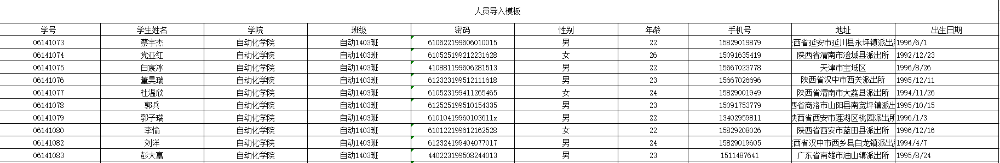 人员导入模板
学号 学生姓名 学院 班级 密码 性别 年龄 手机号 地址 出生日期
06141073 蔡宇杰 自动化学院 自动1403班 610622199606010015 男 22 15829019879 西省延安市延川县永坪镇派出 1996/6/1
06141074 党亚红 自动化学院 自动1403班 610525199212231628 女 26 15091635419 陕西省渭南市澄城县派出所 1992/12/23
06141075 白宸冰 自动化学院 自动1403班 410881199606281513 男 22 15667023778 天津市宝坻区 1996/8/26
06141076 董昊瑞 自动化学院 自动1403班 612323199512111618 男 23 15667026696 陕西省汉中市西关派出所 1995/12/11
06141077 杜温欣 自动化学院 自动1403班 610523199411265465 女 24 15829001949 陕西省渭南市大荔县派出所 1994/11/26
06141078 郭兵 自动化学院 自动1403班 612525199510154335 男 23 15091753779 西省商洛市山阳县南宽坪镇派出 1995/10/15
06141079 郭子瑞 自动化学院 自动1403班 61010419960103611x 男 22 13402959811 陕西省西安市莲湖区桃园派出所 1996/1/3
06141080 李愉 自动化学院 自动1403班 610122199612162528 女 22 15829208026 陕西省西安市蓝田县派出所 1996/12/16
06141082 刘洋 自动化学院 自动1403班 612324199404077017 男 24 15829019605 西省汉中市西乡县白龙镇派出 1994/4/7
06141083 彭大富 自动化学院 自动1403班 440223199508244013 男 23 1511487641 广东省南雄市油山镇派出所 1995/8/24